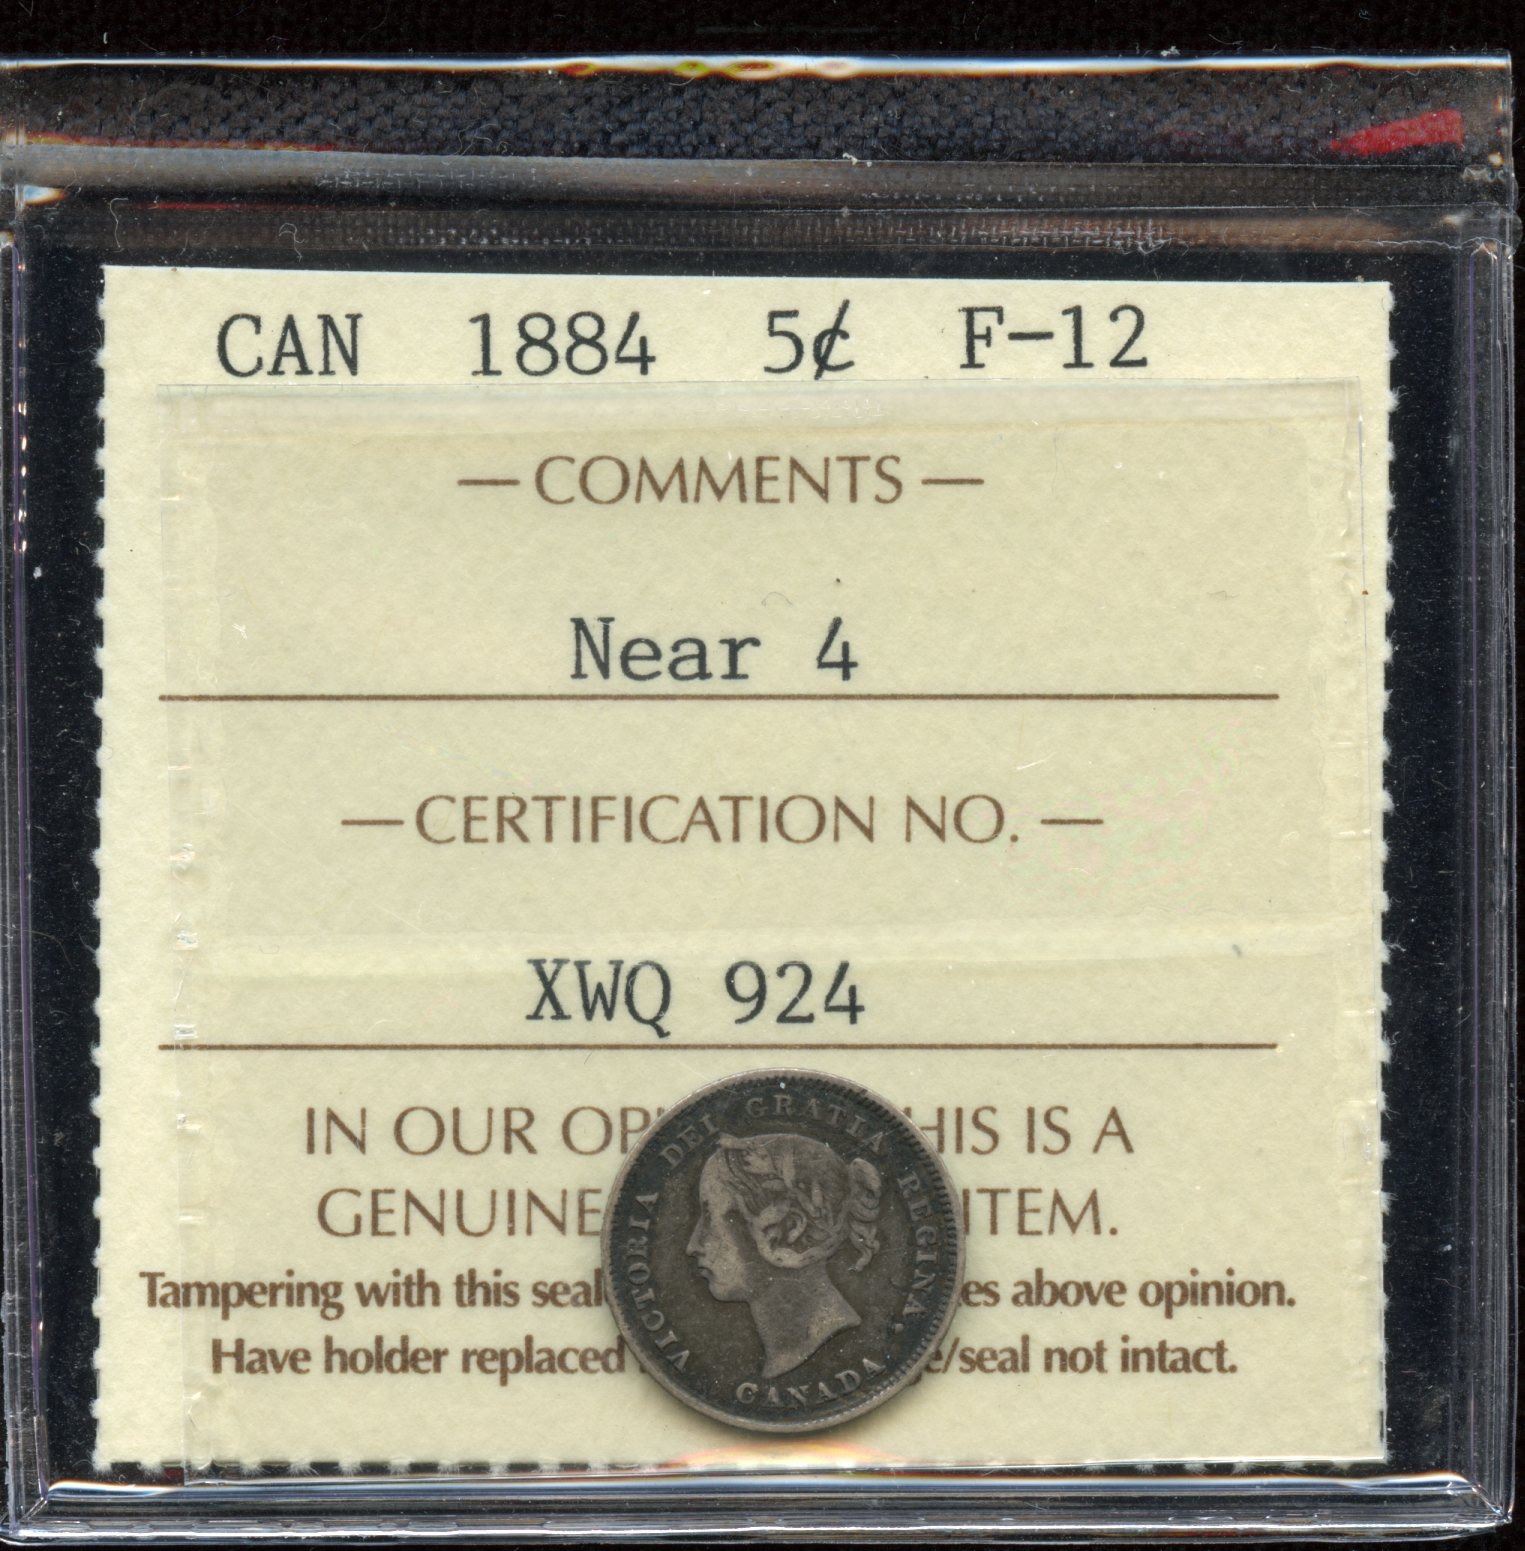 CAN 1884 5¢ F-12
— COMMENTS —
Near 4
— CERTIFICATION NO. —
XWQ 924
IN OUR OP HIS IS A
GENUINE ITEM.
Tampering with this seal es above opinion.
Have holder replaced e/seal not intact.
VICTORIA DEI GRATIA REGINA.
CANADA